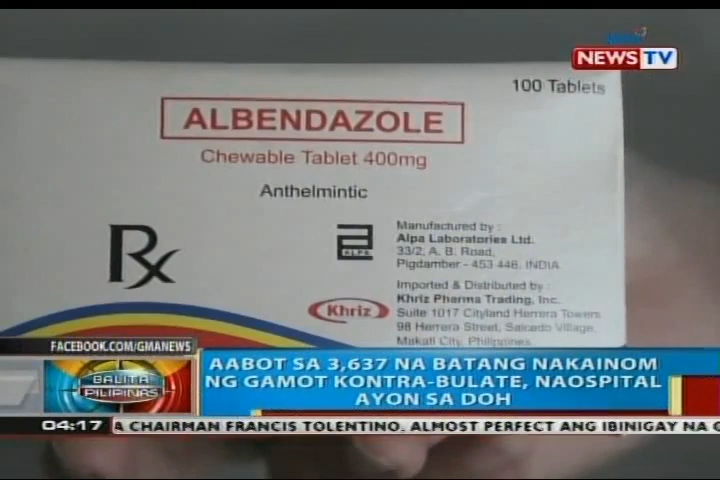 NEWS TV
100 Tablets
ALBENDAZOLE
Chewable Tablet 400mg
Anthelmintic
Rx
ALPA
Manufactured by :
Alpa Laboratories Ltd.
33/2, A. B. Road,
Pigdamber - 453 446, INDIA
Imported & Distributed by :
Khriz
Khriz Pharma Trading, Inc.
Suite 1017 Cityland Herrera Towers
98 Herrera Street, Salcedo Village,
Makati City, Philippines.
FACEBOOK.COM/GMANEWS
BALITA PILIPINAS
AABOT SA 3,637 NA BATANG NAKAINOM
NG GAMOT KONTRA-BULATE, NAOSPITAL
AYON SA DOH
04:17 A CHAIRMAN FRANCIS TOLENTINO. ALMOST PERFECT ANG IBINIGAY NA